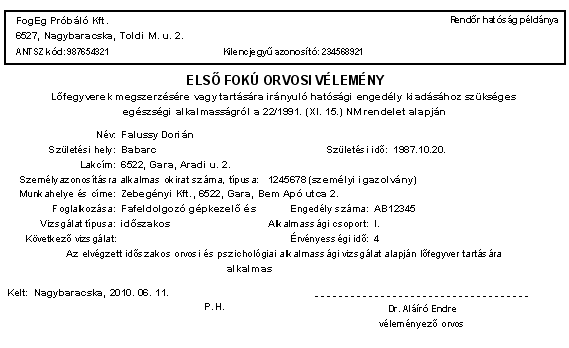 FogEg Próbáló Kft. Rendőrhatóság példánya
6527, Nagybaracska, Toldi M. u. 2.
ANTSZ kód: 987654321 Kilencjegyű azonosító: 234568921
ELSŐ FOKÚ ORVOSI VÉLEMÉNY
Lőfegyverek megszerzésére vagy tartására irányuló hatósági engedély kiadásához szükséges
egészségi alkalmasságról a 22/1991. (XI. 15.) NM rendelet alapján
Név: Falussy Dorián
Születési hely: Babarc Születési idő: 1987.10.20.
Lakcím: 6522, Gara, Aradi u. 2.
Személyazonosításra alkalmas okirat száma, típusa: 1245678 (személyi igazolvány)
Munkahelye és címe: Zebegényi Kft., 6522, Gara, Bem Apó utca 2.
Foglalkozása: Fafeldolgozó gépkezelő és Engedély száma: AB12345
Vizsgálat típusa: időszakos Alkalmassági csoport: I.
Következő vizsgálat: Érvényességi idő: 4
Az elvégzett időszakos orvosi és pszichológiai alkalmassági vizsgálat alapján lőfegyver tartására
alkalmas
Kelt: Nagybaracska, 2010. 06. 11.
P. H.
Dr. Aláíró Endre
véleményező orvos